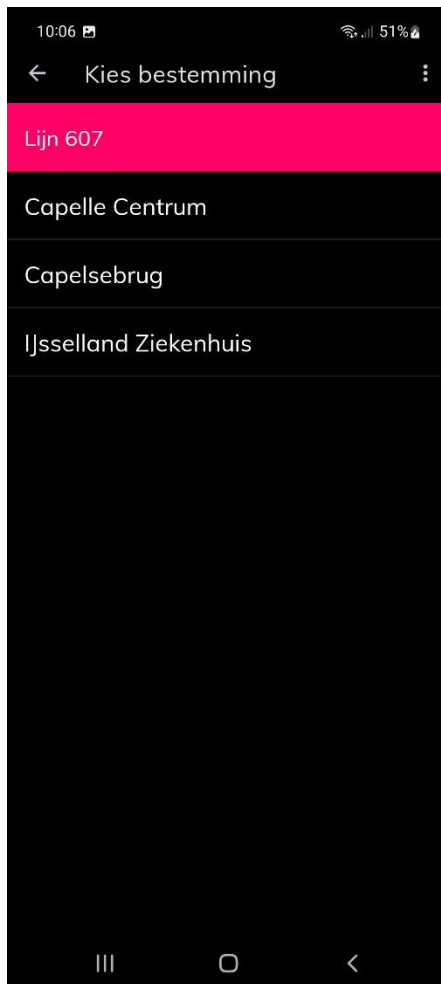 10:06 51%
Kies bestemming
Lijn 607
Capelle Centrum
Capelsebrug
IJsselland Ziekenhuis